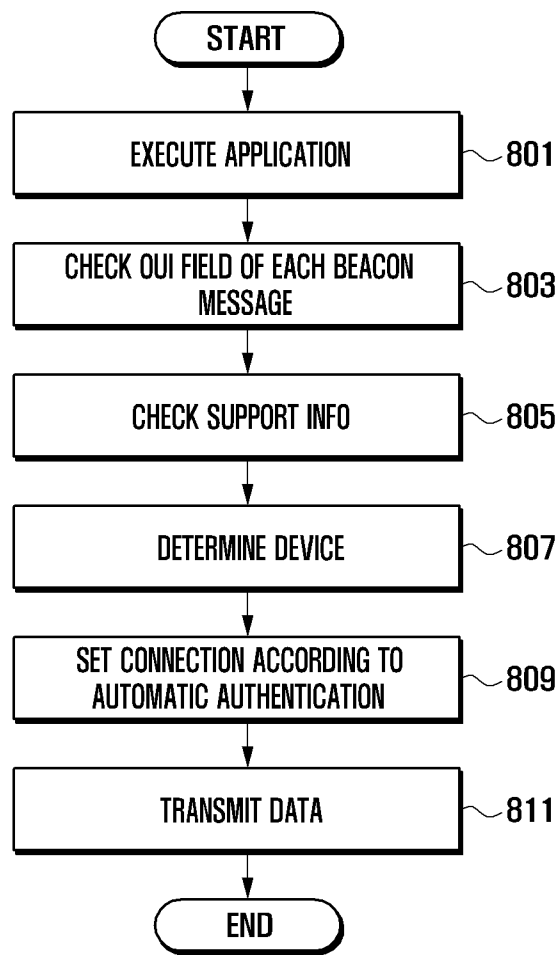 START
EXECUTE APPLICATION
801
CHECK OUI FIELD OF EACH BEACON
MESSAGE
803
CHECK SUPPORT INFO
805
DETERMINE DEVICE
807
SET CONNECTION ACCORDING TO
AUTOMATIC AUTHENTICATION
809
TRANSMIT DATA
811
END